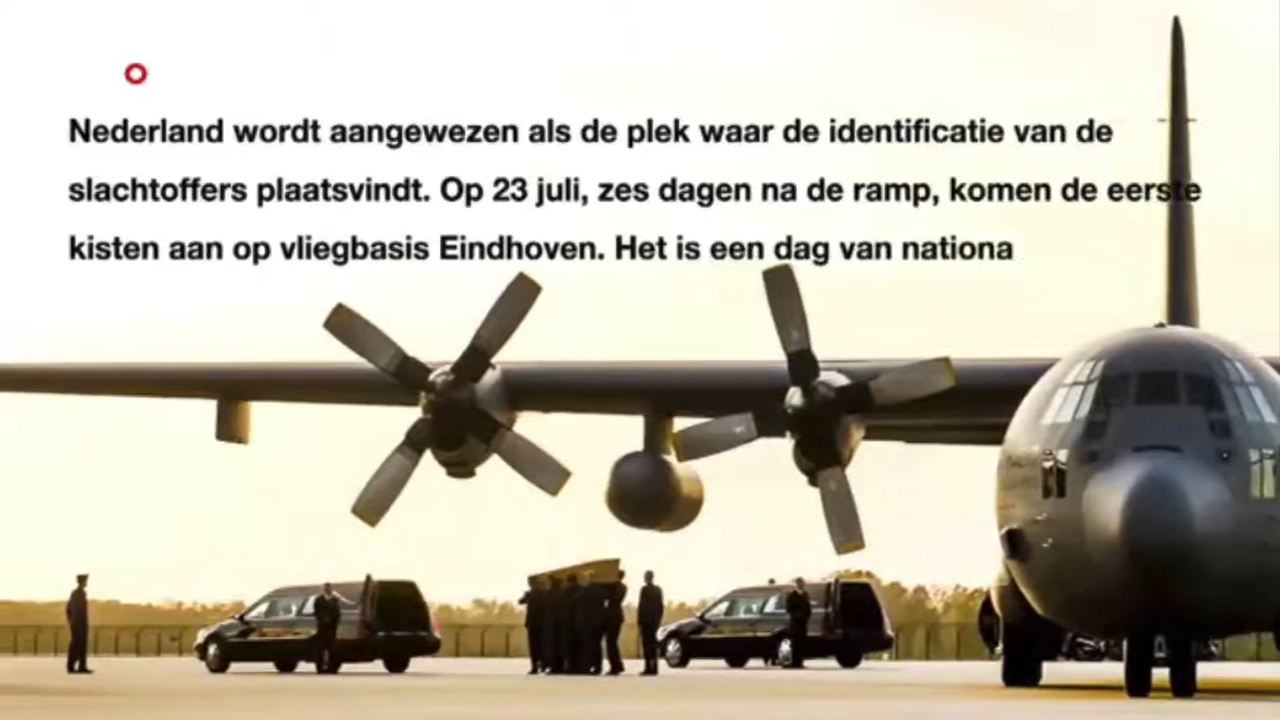 Nederland wordt aangewezen als de plek waar de identificatie van de
slachtoffers plaatsvindt. Op 23 juli, zes dagen na de ramp, komen de eerste
kisten aan op vliegbasis Eindhoven. Het is een dag van nationa